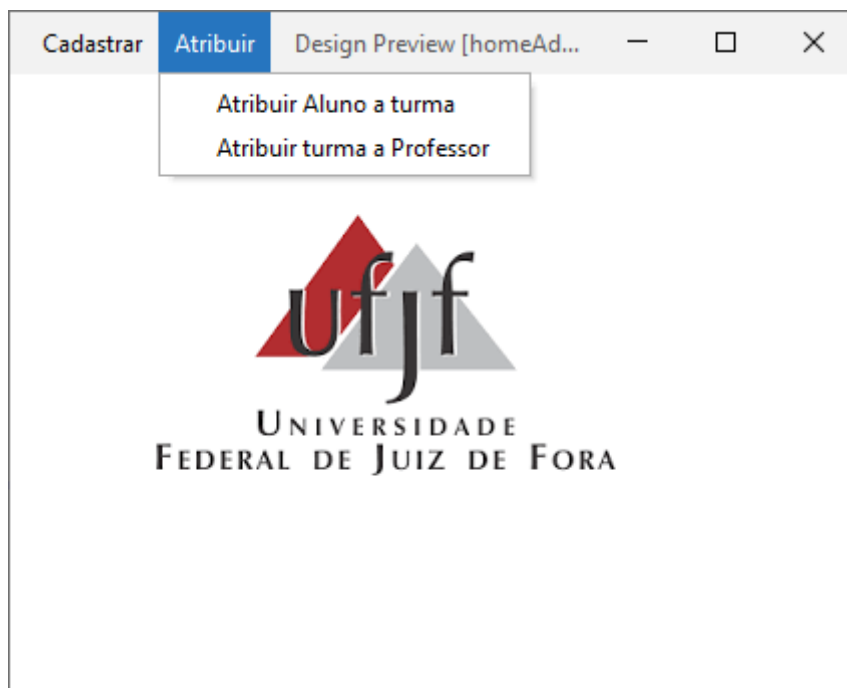 Cadastrar Atribuir Design Preview [homeAd...
Atribuir Aluno a turma
Atribuir turma a Professor
ufjf
UNIVERSIDADE
FEDERAL DE JUIZ DE FORA